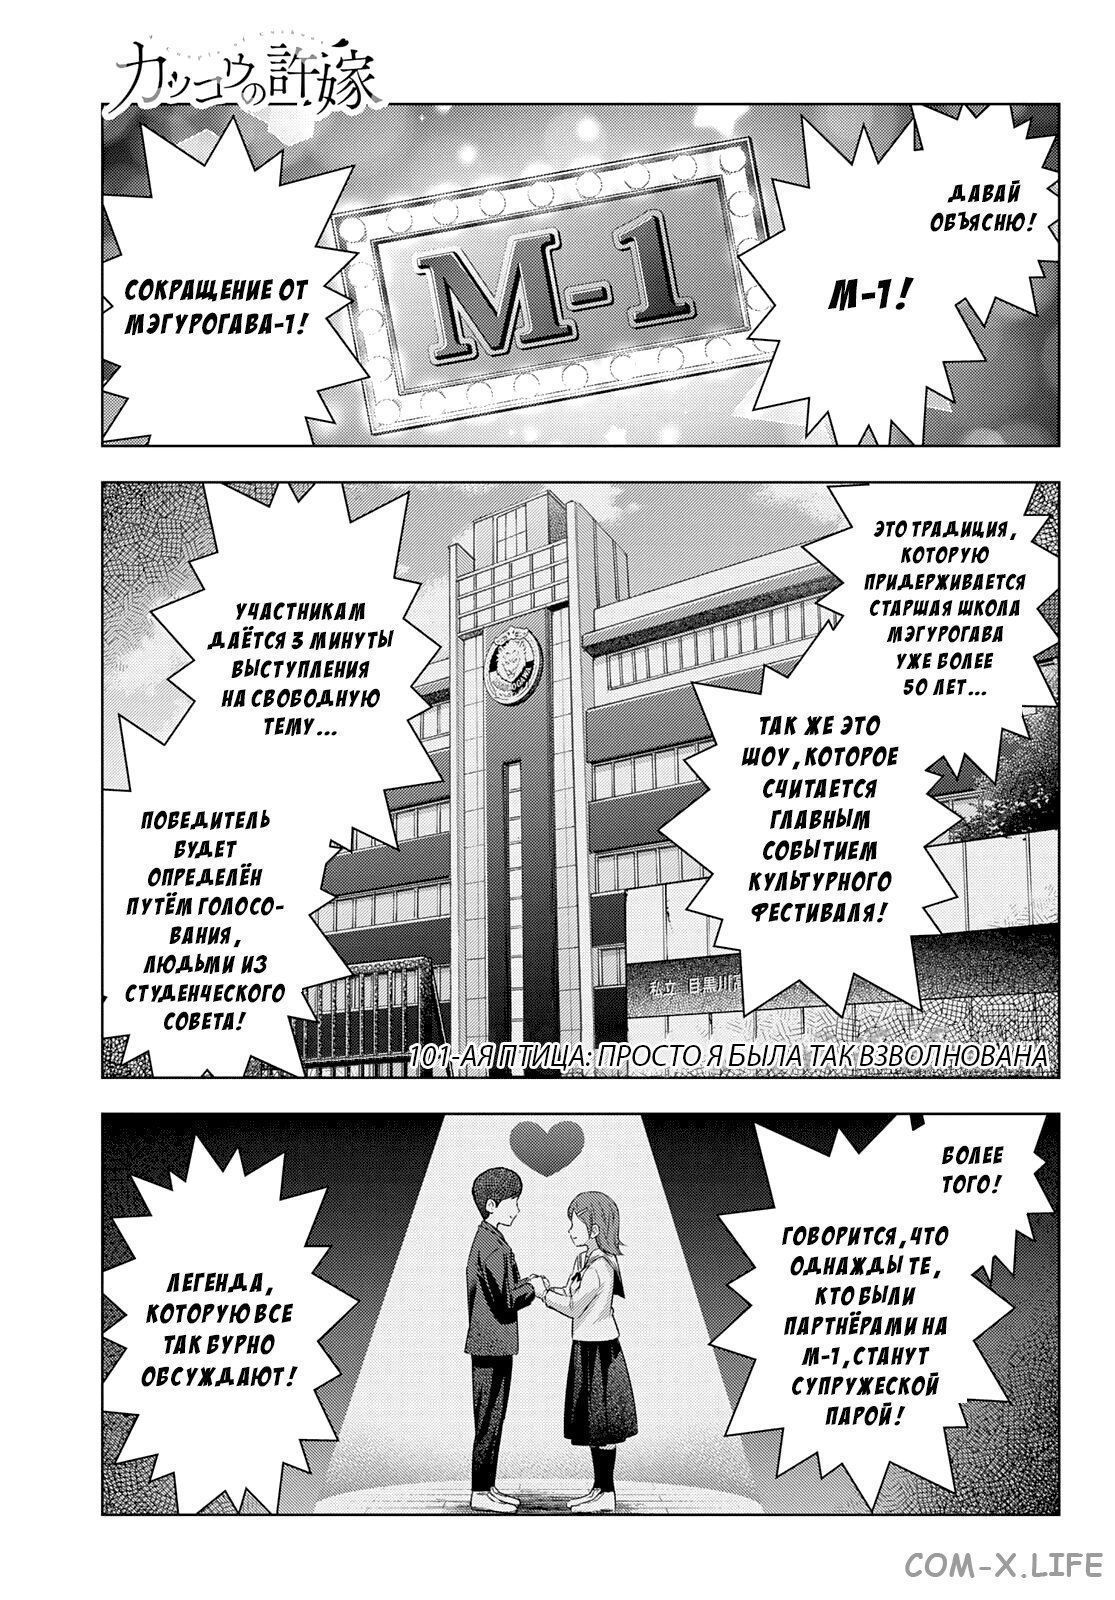 カッコウの許嫁
ДАВАЙ
ОБЪЯСНЮ!
М-1!
M-1
СОКРАЩЕНИЕ ОТ
МЭГУРОГАВА-1!
ЭТО ТРАДИЦИЯ,
КОТОРУЮ
ПРИДЕРЖИВАЕТСЯ
СТАРШАЯ ШКОЛА
МЭГУРОГАВА
УЖЕ БОЛЕЕ
50 ЛЕТ...
ТАК ЖЕ ЭТО
ШОУ, КОТОРОЕ
СЧИТАЕТСЯ
ГЛАВНЫМ
СОБЫТИЕМ
КУЛЬТУРНОГО
ФЕСТИВАЛЯ!
УЧАСТНИКАМ
ДАЁТСЯ 3 МИНУТЫ
ВЫСТУПЛЕНИЯ
НА СВОБОДНУЮ
ТЕМУ...
ПОБЕДИТЕЛЬ
БУДЕТ
ОПРЕДЕЛЁН
ПУТЁМ ГОЛОСО-
ВАНИЯ,
ЛЮДЬМИ ИЗ
СТУДЕНЧЕСКОГО
СОВЕТА!
私立 目黒川
101-АЯ ПТИЦА: ПРОСТО Я БЫЛА ТАК ВЗВОЛНОВАНА
БОЛЕЕ
ТОГО!
ГОВОРИТСЯ, ЧТО
ОДНАЖДЫ ТЕ,
КТО БЫЛИ
ПАРТНЁРАМИ НА
М-1, СТАНУТ
СУПРУЖЕСКОЙ
ПАРОЙ!
ЛЕГЕНДА,
КОТОРУЮ ВСЕ
ТАК БУРНО
ОБСУЖДАЮТ!
COM-X.LIFE